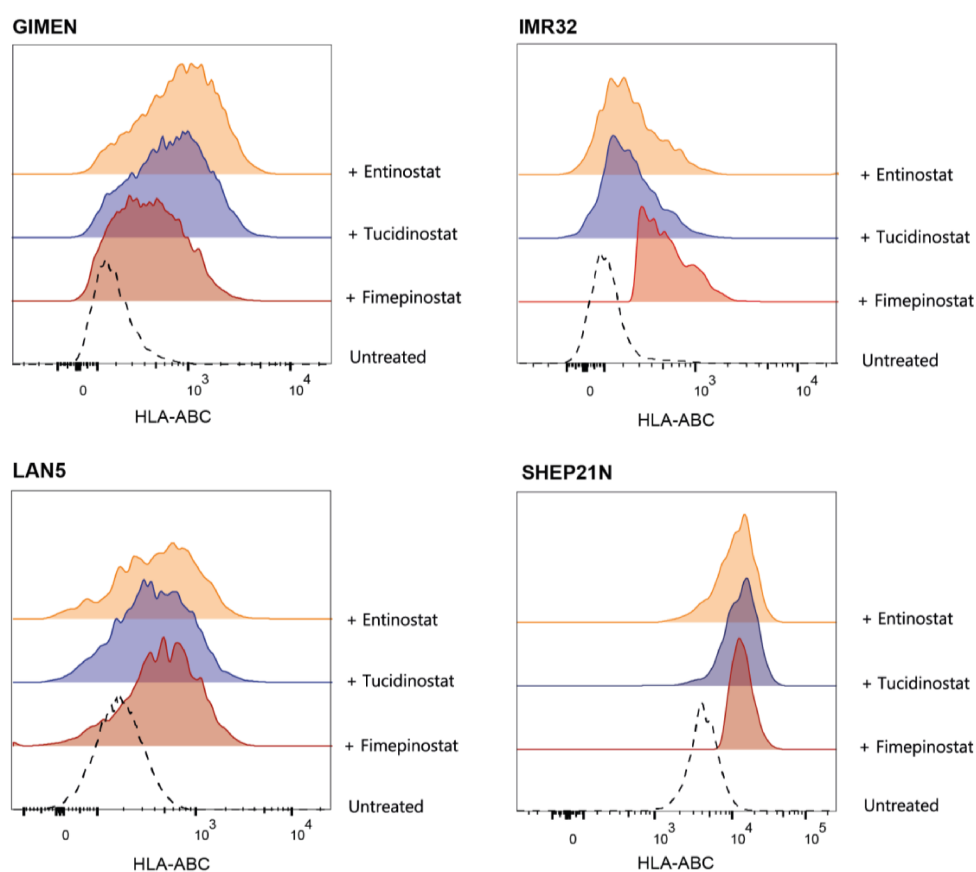 GIMEN
+ Entinostat
+ Tucidinostat
+ Fimepinostat
Untreated
0 10³ 10⁴
HLA-ABC
IMR32
+ Entinostat
+ Tucidinostat
+ Fimepinostat
Untreated
0 10³ 10⁴
HLA-ABC
LAN5
+ Entinostat
+ Tucidinostat
+ Fimepinostat
Untreated
0 10³ 10⁴
HLA-ABC
SHEP21N
+ Entinostat
+ Tucidinostat
+ Fimepinostat
Untreated
0 10³ 10⁴ 10⁵
HLA-ABC